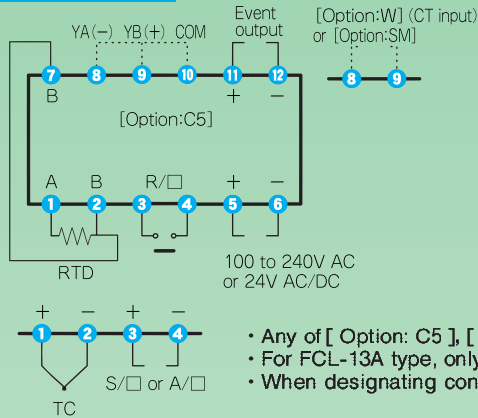 Event output
[Option:W] (CT input)
or [Option:SM]
YA(−) YB(+) COM
7 8 9 10 11 12
8 9
B + −
[Option:C5]
A B R/□ + −
1 2 3 4 5 6
RTD
100 to 240V AC
or 24V AC/DC
+ − + −
1 2 3 4
S/□ or A/□
TC
・Any of [ Option: C5 ], [
・For FCL-13A type, only
・When designating con